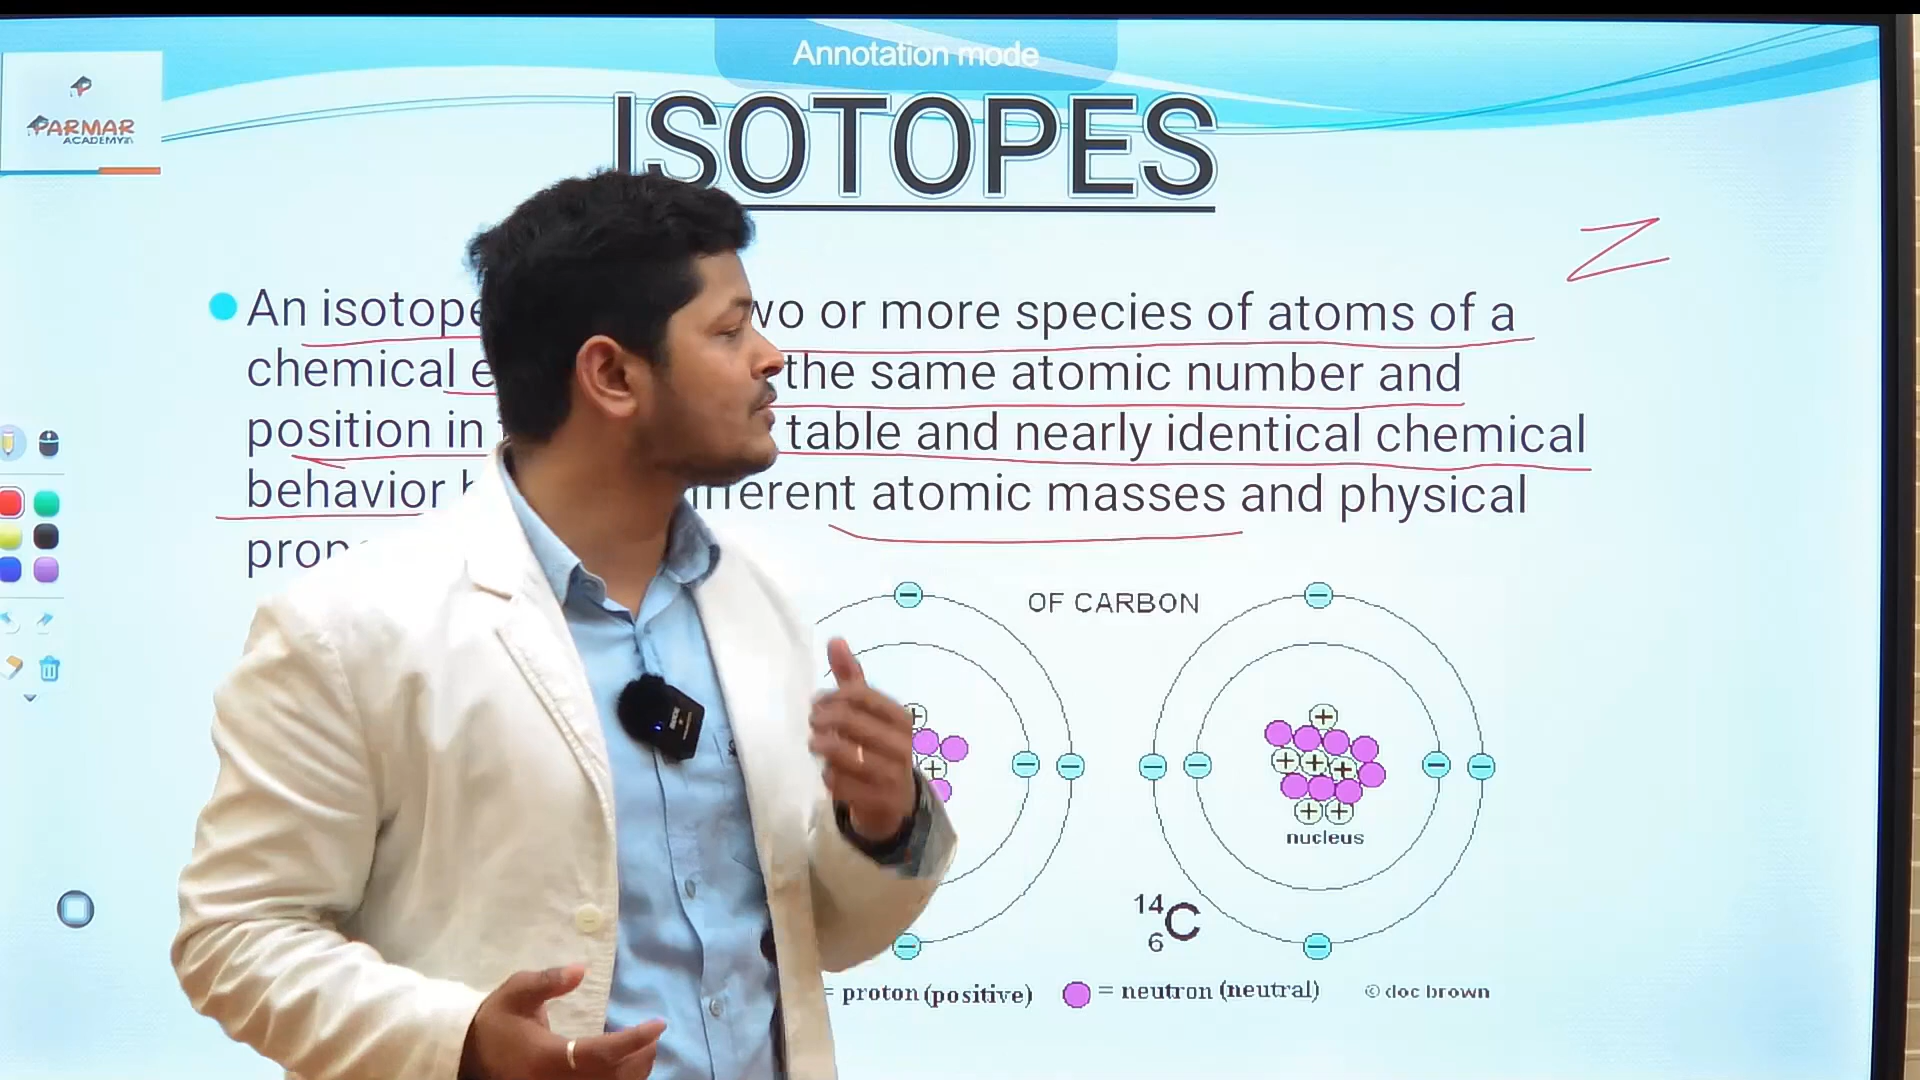 Annotation mode
PARMAR
ACADEMY
ISOTOPES
Z
An isotope two or more species of atoms of a
chemical the same atomic number and
position in table and nearly identical chemical
behavior different atomic masses and physical
OF CARBON
nucleus
14
6 C
= proton (positive) = neutron (neutral) © doc brown